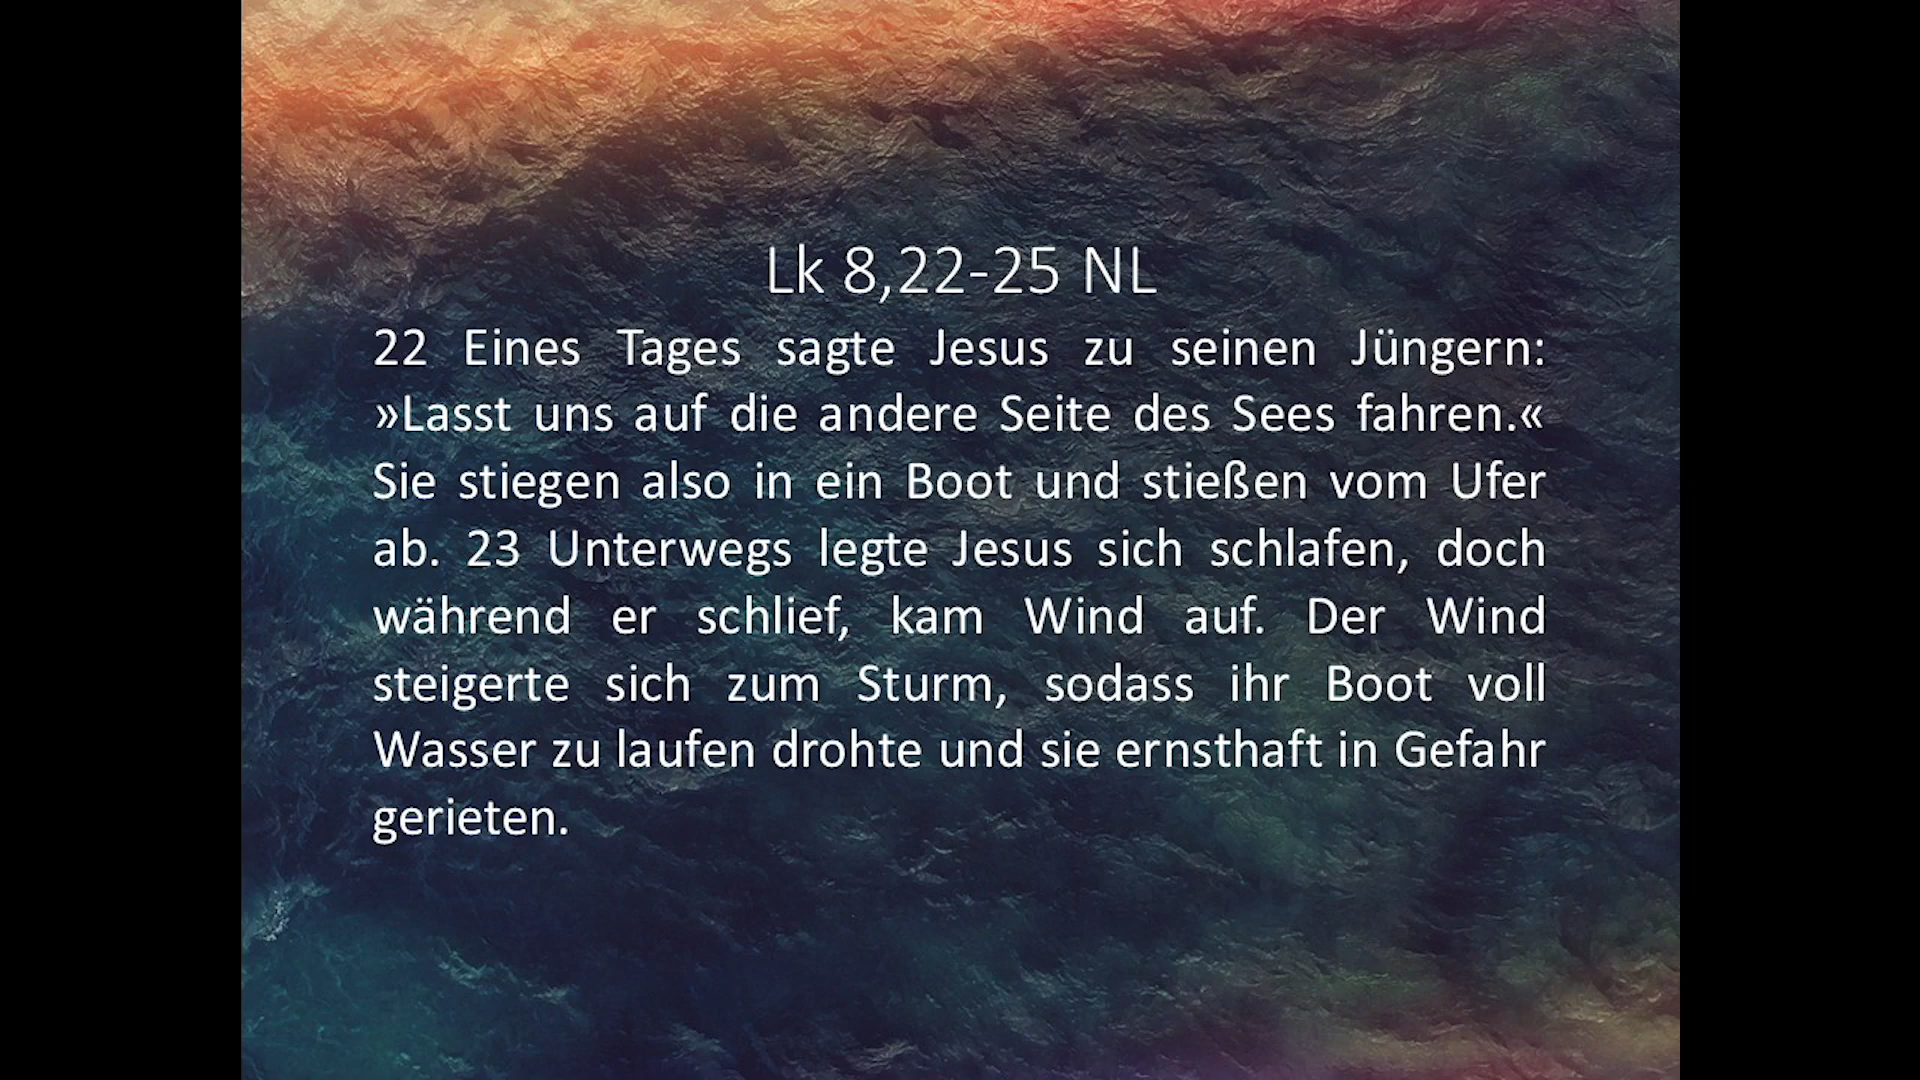 Lk 8,22-25 NL
22 Eines Tages sagte Jesus zu seinen Jüngern:
»Lasst uns auf die andere Seite des Sees fahren.«
Sie stiegen also in ein Boot und stießen vom Ufer
ab. 23 Unterwegs legte Jesus sich schlafen, doch
während er schlief, kam Wind auf. Der Wind
steigerte sich zum Sturm, sodass ihr Boot voll
Wasser zu laufen drohte und sie ernsthaft in Gefahr
gerieten.